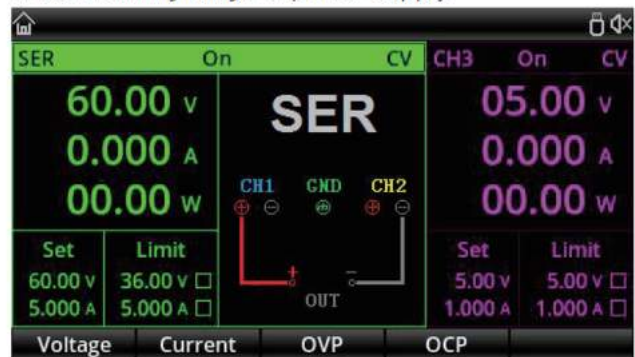 SER On CV CH3 On CV
60.00 V
0.000 A
00.00 W
SER
CH1 GND CH2
+ -
OUT
05.00 V
0.000 A
00.00 W
Set Limit
60.00 V 36.00 V
5.000 A 5.000 A
Set Limit
5.00 V 5.00 V
1.000 A 1.000 A
Voltage Current OVP OCP